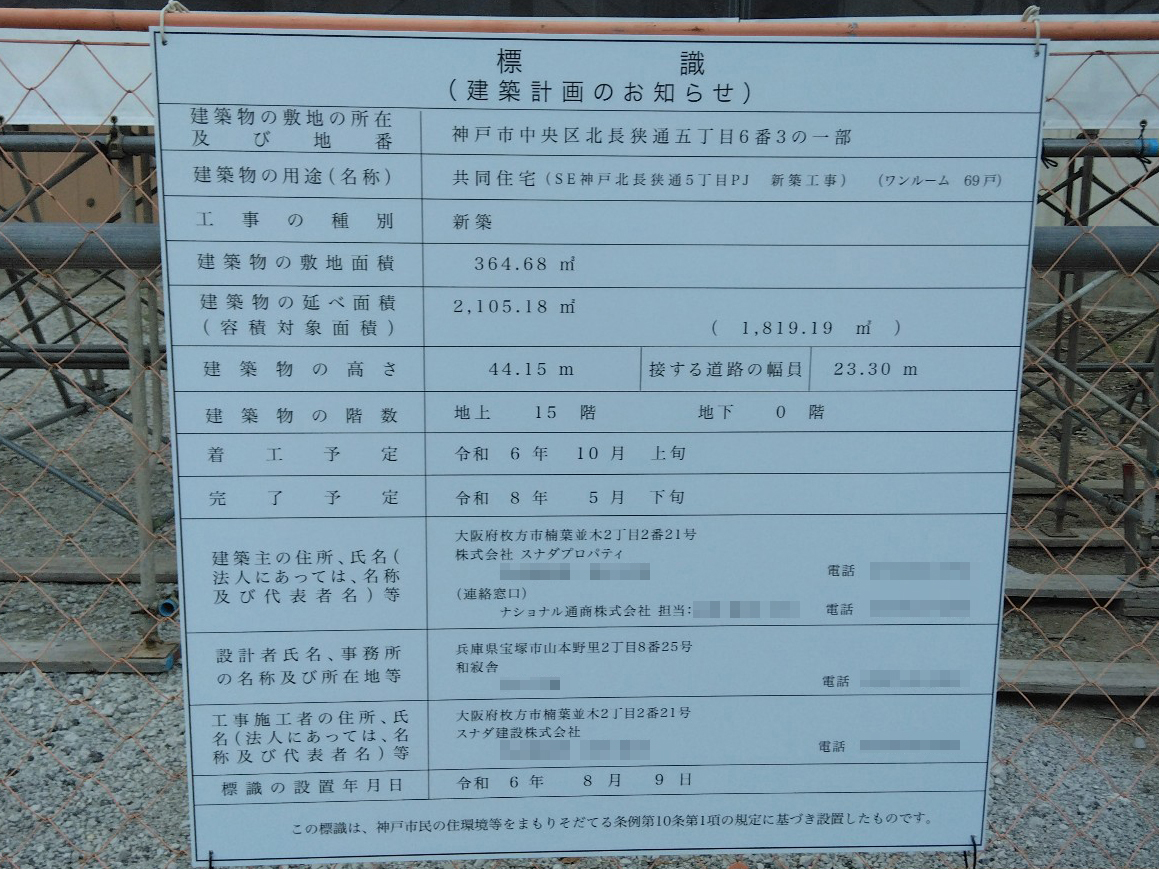 標識
(建築計画のお知らせ)
建築物の敷地の所在
及び地番
神戸市中央区北長狭通五丁目6番3の一部
建築物の用途(名称)
共同住宅(SE神戸北長狭通5丁目PJ 新築工事) (ワンルーム 69戸)
工事の種別
新築
建築物の敷地面積
364.68 ㎡
建築物の延べ面積
(容積対象面積)
2,105.18 ㎡
( 1,819.19 ㎡ )
建築物の高さ
44.15 m
接する道路の幅員
23.30 m
建築物の階数
地上 15 階 地下 0 階
着工予定
令和 6 年 10 月 上旬
完了予定
令和 8 年 5 月 下旬
建築主の住所、氏名(
法人にあっては、名称
及び代表者名)等
大阪府枚方市楠葉並木2丁目2番21号
株式会社 スナダプロパティ
電話
(連絡窓口)
ナショナル通商株式会社 担当: 電話
設計者氏名、事務所
の名称及び所在地等
兵庫県宝塚市山本野里2丁目8番25号
和寂舎
電話
工事施工者の住所、氏
名(法人にあっては、名
称及び代表者名)等
大阪府枚方市楠葉並木2丁目2番21号
スナダ建設株式会社
電話
標識の設置年月日
令和 6 年 8 月 9 日
この標識は、神戸市民の住環境等をまもりそだてる条例第10条第1項の規定に基づき設置したものです。